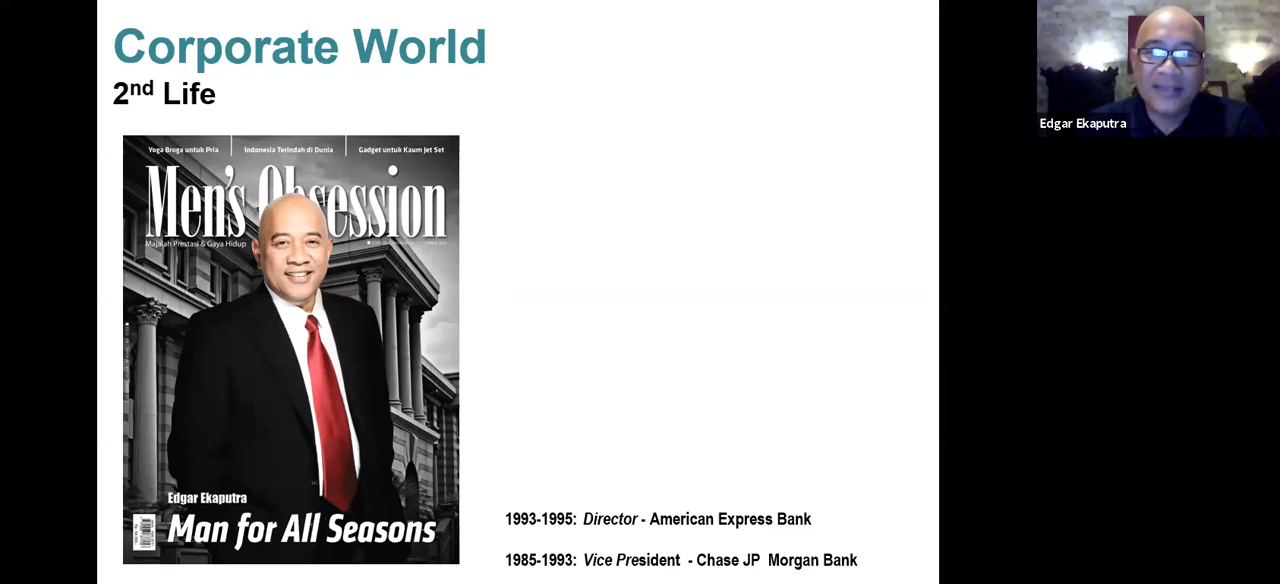 Corporate World
2nd Life
Yoga Broga untuk Pria
Indonesia Terindah di Dunia
Gadget untuk Kaum Jet Set
Men's Obsession
Majalah Prestasi & Gaya Hidup
Edgar Ekaputra
Man for All Seasons
1993-1995: Director - American Express Bank
1985-1993: Vice President - Chase JP Morgan Bank
Edgar Ekaputra